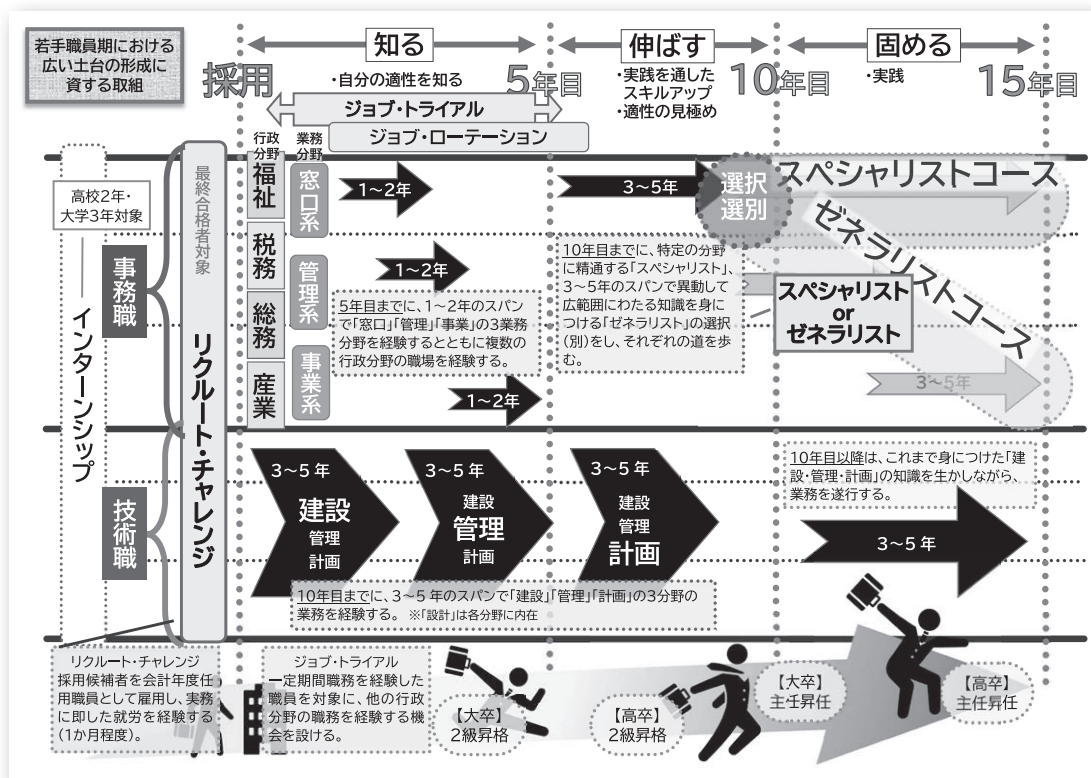 若手職員期における
広い土台の形成に
資する取組
知る
伸ばす
固める
採用
・自分の適性を知る
5年目
・実践を通した
スキルアップ
・適性の見極め
10年目
・実践
15年目
ジョブ・トライアル
ジョブ・ローテーション
行政
分野
業務
分野
高校2年・
大学3年対象
インターンシップ
事務職
技術職
最終合格者対象
リクルート・チャレンジ
福祉
税務
総務
産業
窓口系
管理系
事業系
1～2年
1～2年
1～2年
5年目までに、1～2年のスパン
で「窓口」「管理」「事業」の3業務
分野を経験するとともに複数の
行政分野の職場を経験する。
3～5年
選択
選別
スペシャリストコース
ゼネラリストコース
10年目までに、特定の分野
に精通する「スペシャリスト」、
3～5年のスパンで異動して
広範囲にわたる知識を身に
つける「ゼネラリスト」の選択
(別)をし、それぞれの道を歩
む。
スペシャリスト
or
ゼネラリスト
3～5年
3～5年
建設
管理
計画
3～5年
建設
管理
計画
3～5年
建設
管理
計画
10年目以降は、これまで身につけた「建
設・管理・計画」の知識を生かしながら、
業務を遂行する。
3～5年
10年目までに、3～5年のスパンで「建設」「管理」「計画」の3分野の
業務を経験する。 ※「設計」は各分野に内在
リクルート・チャレンジ
採用候補者を会計年度任
用職員として雇用し、実務
に即した就労を経験する
(1か月程度)。
ジョブ・トライアル
一定期間職務を経験した
職員を対象に、他の行政
分野の職務を経験する機
会を設ける。
【大卒】
2級昇格
【高卒】
2級昇格
【大卒】
主任昇任
【高卒】
主任昇任